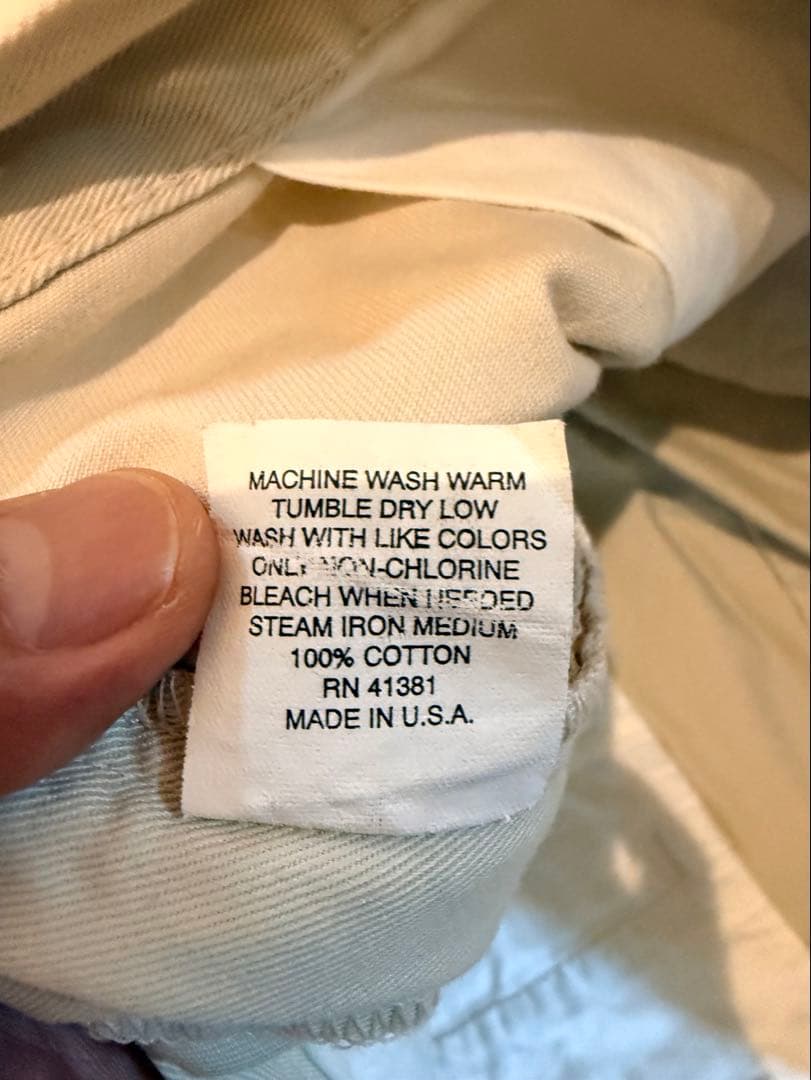 MACHINE WASH WARM
TUMBLE DRY LOW
WASH WITH LIKE COLORS
ONLY NON-CHLORINE
BLEACH WHEN NEEDED
STEAM IRON MEDIUM
100% COTTON
RN 41381
MADE IN U.S.A.